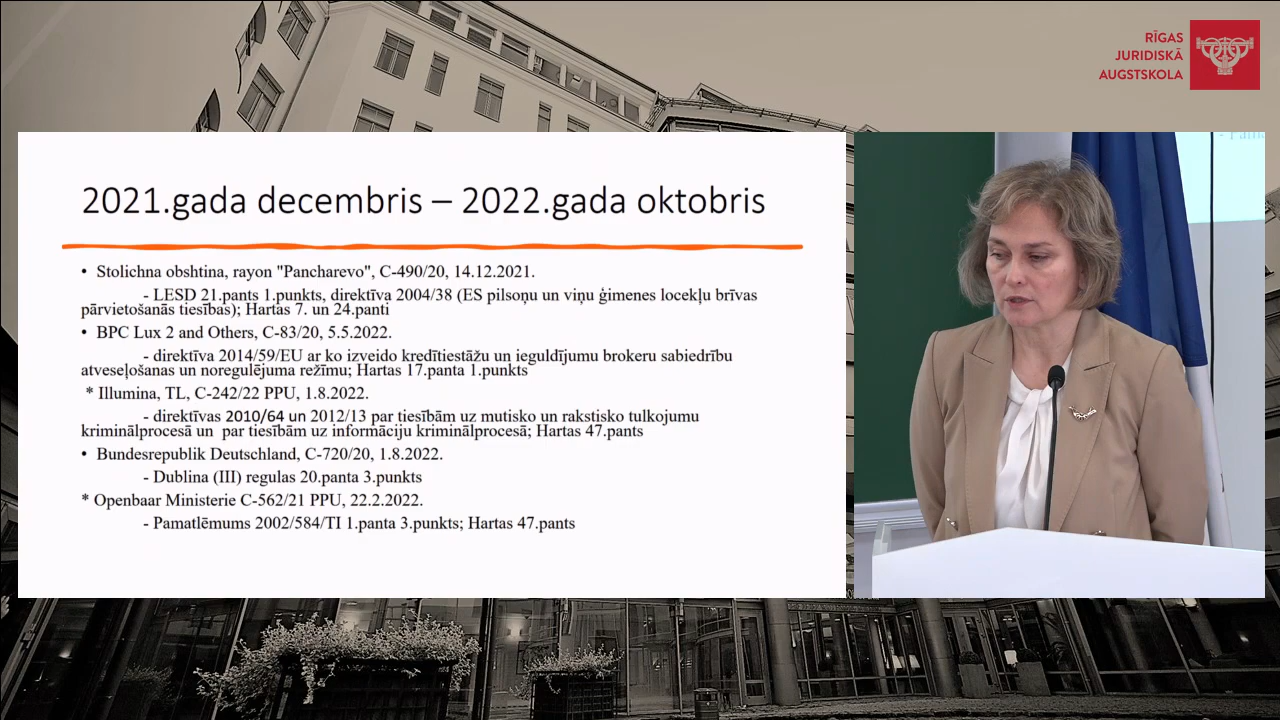 RĪGAS
JURIDISKĀ
AUGSTSKOLA
2021.gada decembris – 2022.gada oktobris
• Stolichna obshtina, rayon "Pancharevo", C-490/20, 14.12.2021.
- LESD 21.pants 1.punkts, direktīva 2004/38 (ES pilsoņu un viņu ģimenes locekļu brīvas
pārvietošanās tiesības); Hartas 7. un 24.panti
• BPC Lux 2 and Others, C-83/20, 5.5.2022.
- direktīva 2014/59/EU ar ko izveido kredītiestāžu un ieguldījumu brokeru sabiedrību
atveseļošanas un noregulējuma režīmu; Hartas 17.panta 1.punkts
* Illumina, TL, C-242/22 PPU, 1.8.2022.
- direktīvas 2010/64 un 2012/13 par tiesībām uz mutisko un rakstisko tulkojumu
kriminālprocesā un par tiesībām uz informāciju kriminālprocesā; Hartas 47.pants
• Bundesrepublik Deutschland, C-720/20, 1.8.2022.
- Dublina (III) regulas 20.panta 3.punkts
* Openbaar Ministerie C-562/21 PPU, 22.2.2022.
- Pamatlēmums 2002/584/TI 1.panta 3.punkts; Hartas 47.pants